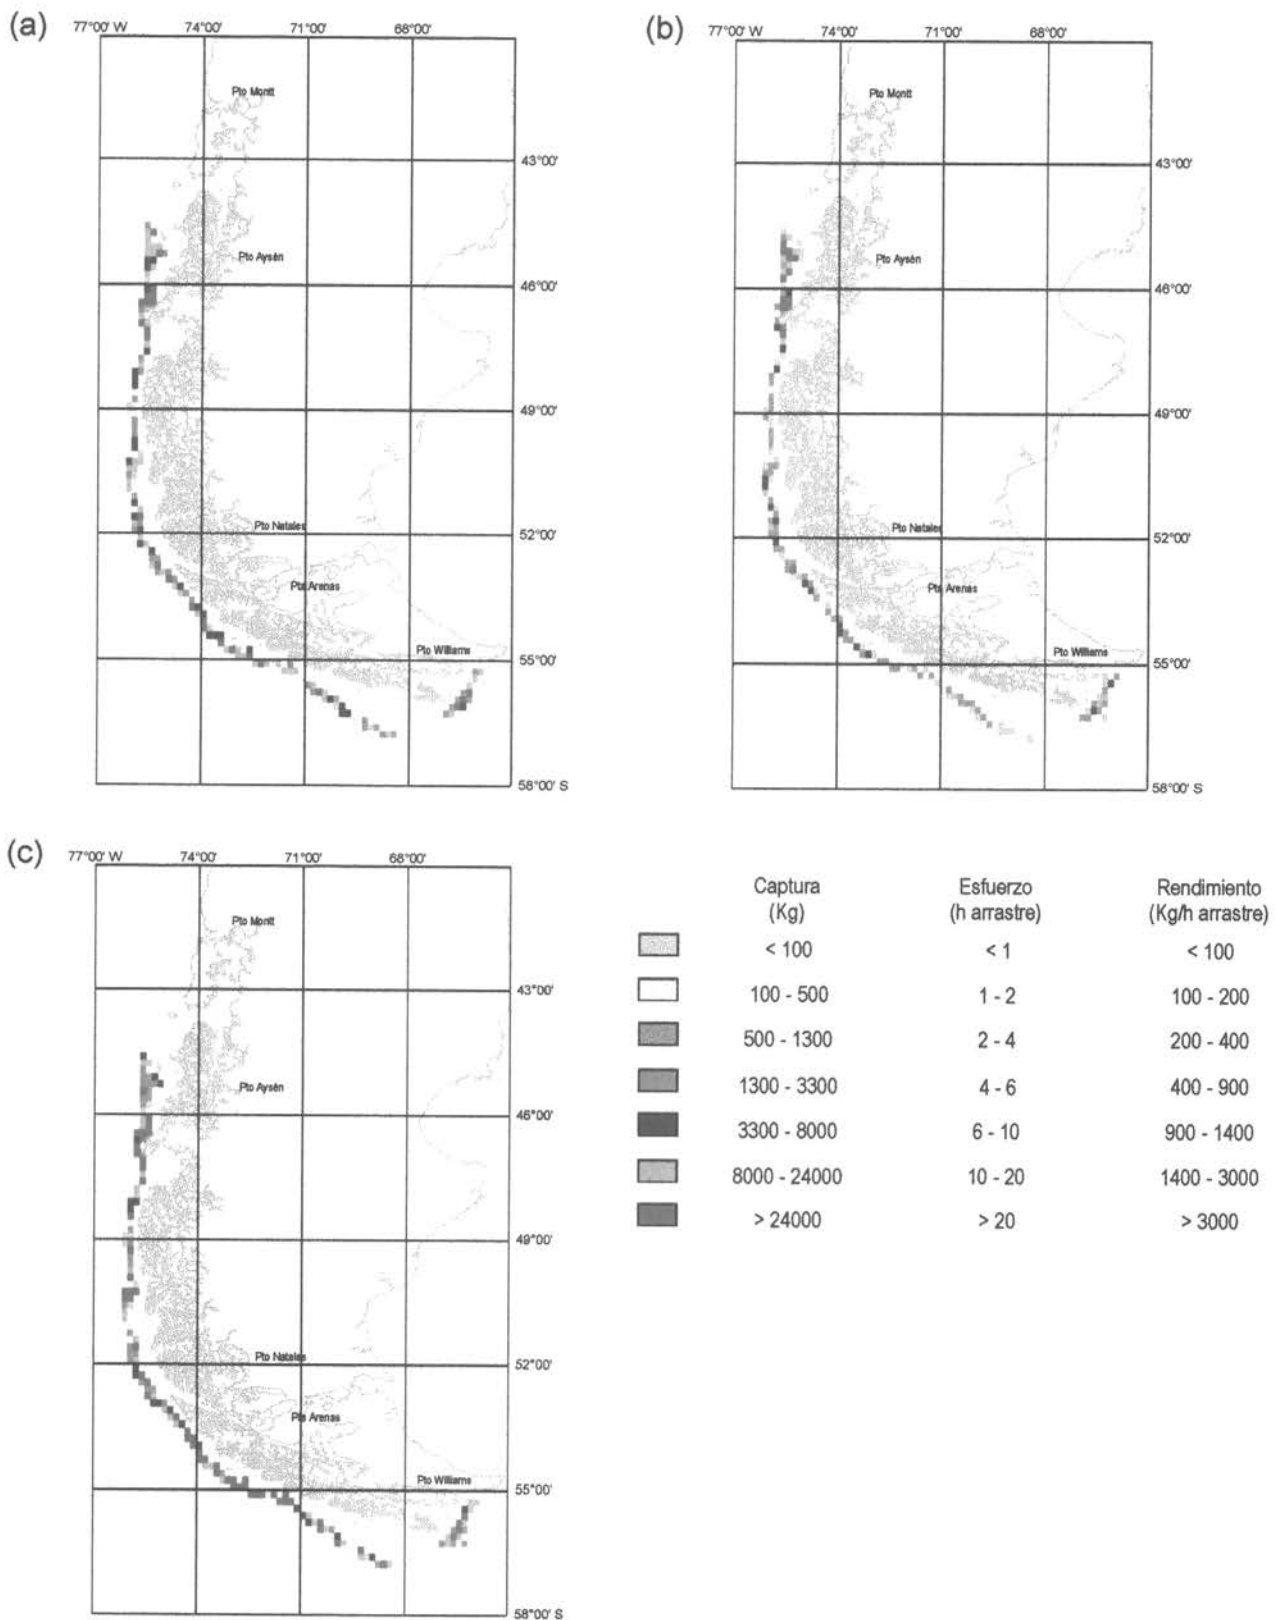 (a)
77°00' W 74°00' 71°00' 68°00'
Pto Montt
43°00'
Pto Aysén
46°00'
49°00'
Pto Natales
52°00'
Pta Arenas
Pto Williams
55°00'
58°00' S
(b)
77°00' W 74°00' 71°00' 68°00'
Pto Montt
43°00'
Pto Aysén
46°00'
49°00'
Pto Natales
52°00'
Pta Arenas
Pto Williams
55°00'
58°00' S
(c)
77°00' W 74°00' 71°00' 68°00'
Pto Montt
43°00'
Pto Aysén
46°00'
49°00'
Pto Natales
52°00'
Pta Arenas
Pto Williams
55°00'
58°00' S
Captura Esfuerzo Rendimiento
(Kg) (h arrastre) (Kg/h arrastre)
< 100 < 1 < 100
100 - 500 1 - 2 100 - 200
500 - 1300 2 - 4 200 - 400
1300 - 3300 4 - 6 400 - 900
3300 - 8000 6 - 10 900 - 1400
8000 - 24000 10 - 20 1400 - 3000
> 24000 > 20 > 3000